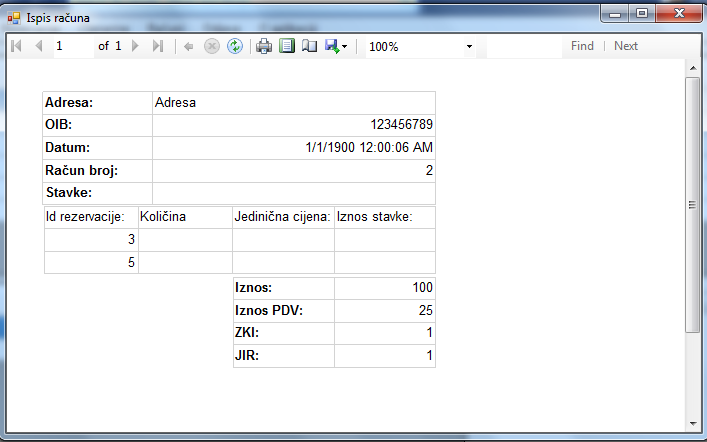 Ispis računa
1 of 1 100% Find | Next
Adresa: Adresa
OIB: 123456789
Datum: 1/1/1900 12:00:06 AM
Račun broj: 2
Stavke:
Id rezervacije: Količina Jedinična cijena: Iznos stavke:
3
5
Iznos: 100
Iznos PDV: 25
ZKI: 1
JIR: 1